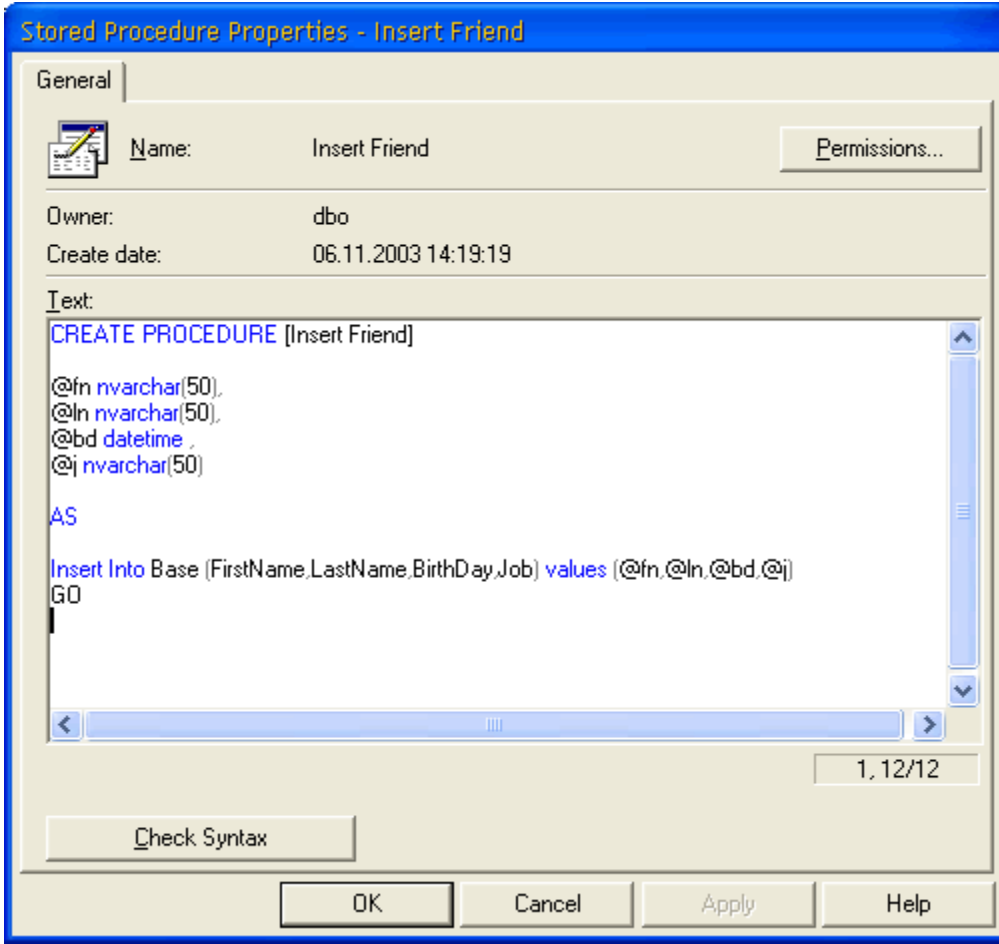 Stored Procedure Properties - Insert Friend
General
Name: Insert Friend Permissions...
Owner: dbo
Create date: 06.11.2003 14:19:19
Text:
CREATE PROCEDURE [Insert Friend]
@fn nvarchar(50),
@ln nvarchar(50),
@bd datetime ,
@j nvarchar(50)
AS
Insert Into Base (FirstName,LastName,BirthDay,Job) values (@fn,@ln,@bd,@j)
GO
1, 12/12
Check Syntax
OK Cancel Apply Help